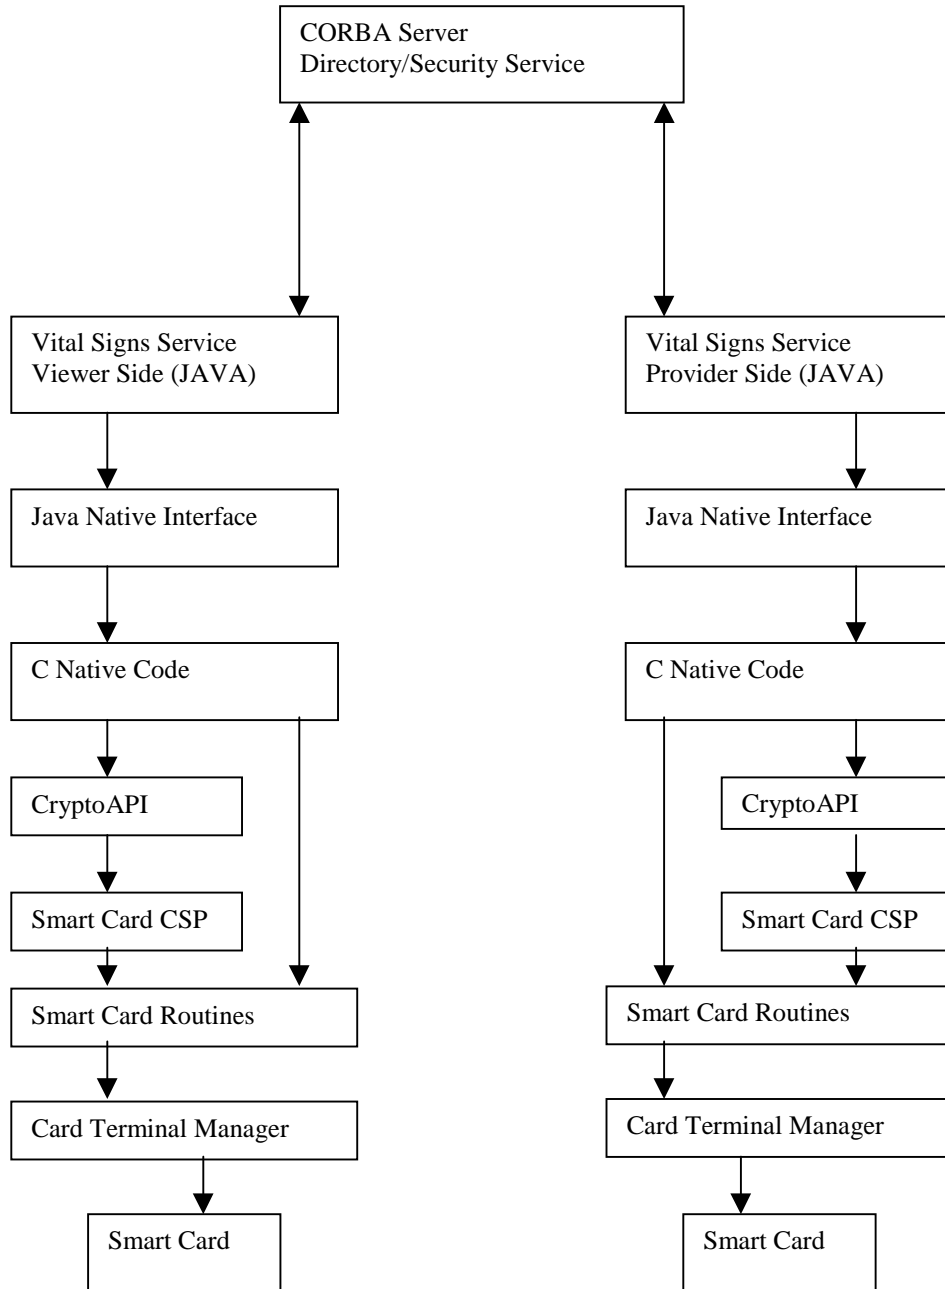 CORBA Server
Directory/Security Service
Vital Signs Service
Viewer Side (JAVA)
Vital Signs Service
Provider Side (JAVA)
Java Native Interface
Java Native Interface
C Native Code
C Native Code
CryptoAPI
CryptoAPI
Smart Card CSP
Smart Card CSP
Smart Card Routines
Smart Card Routines
Card Terminal Manager
Card Terminal Manager
Smart Card
Smart Card